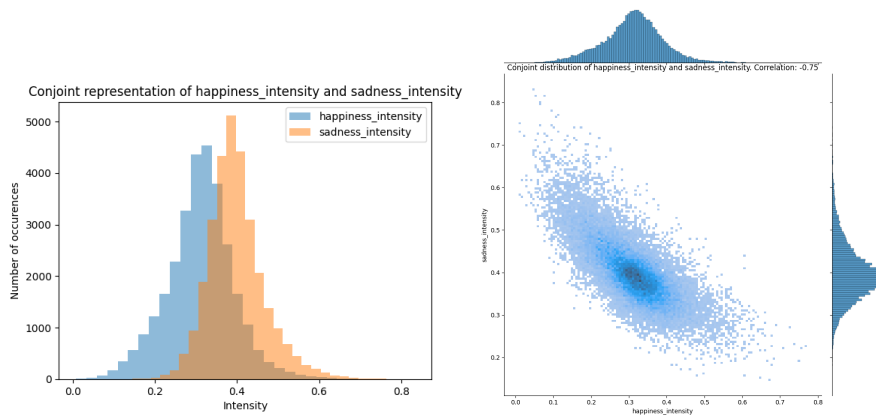 Conjoint representation of happiness_intensity and sadness_intensity
happiness_intensity
sadness_intensity
5000
4000
3000
2000
1000
0
Number of occurences
0.0 0.2 0.4 0.6 0.8
Intensity
Conjoint distribution of happiness_intensity and sadness_intensity. Correlation: -0.75
0.8
0.7
0.6
0.5
0.4
0.3
0.2
sadness_intensity
0.0 0.1 0.2 0.3 0.4 0.5 0.6 0.7 0.8
happiness_intensity